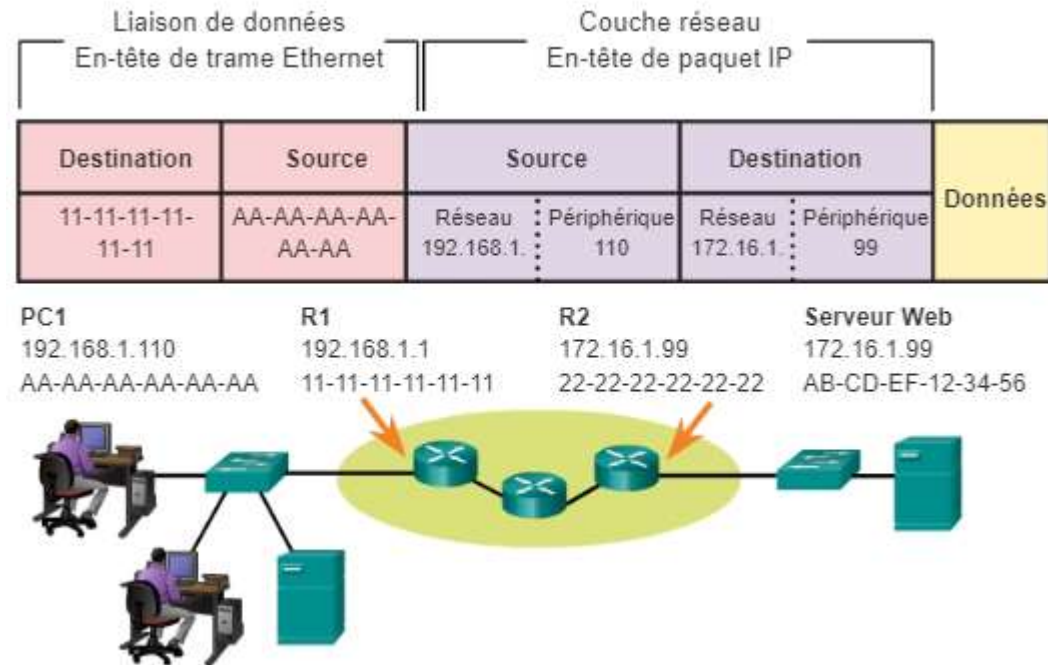 Liaison de données
En-tête de trame Ethernet
Couche réseau
En-tête de paquet IP
Destination
Source
Source
Destination
Données
11-11-11-11-
11-11
AA-AA-AA-AA-
AA-AA
Réseau
192.168.1.
Périphérique
110
Réseau
172.16.1.
Périphérique
99
PC1
192.168.1.110
AA-AA-AA-AA-AA-AA
R1
192.168.1.1
11-11-11-11-11-11
R2
172.16.1.99
22-22-22-22-22-22
Serveur Web
172.16.1.99
AB-CD-EF-12-34-56